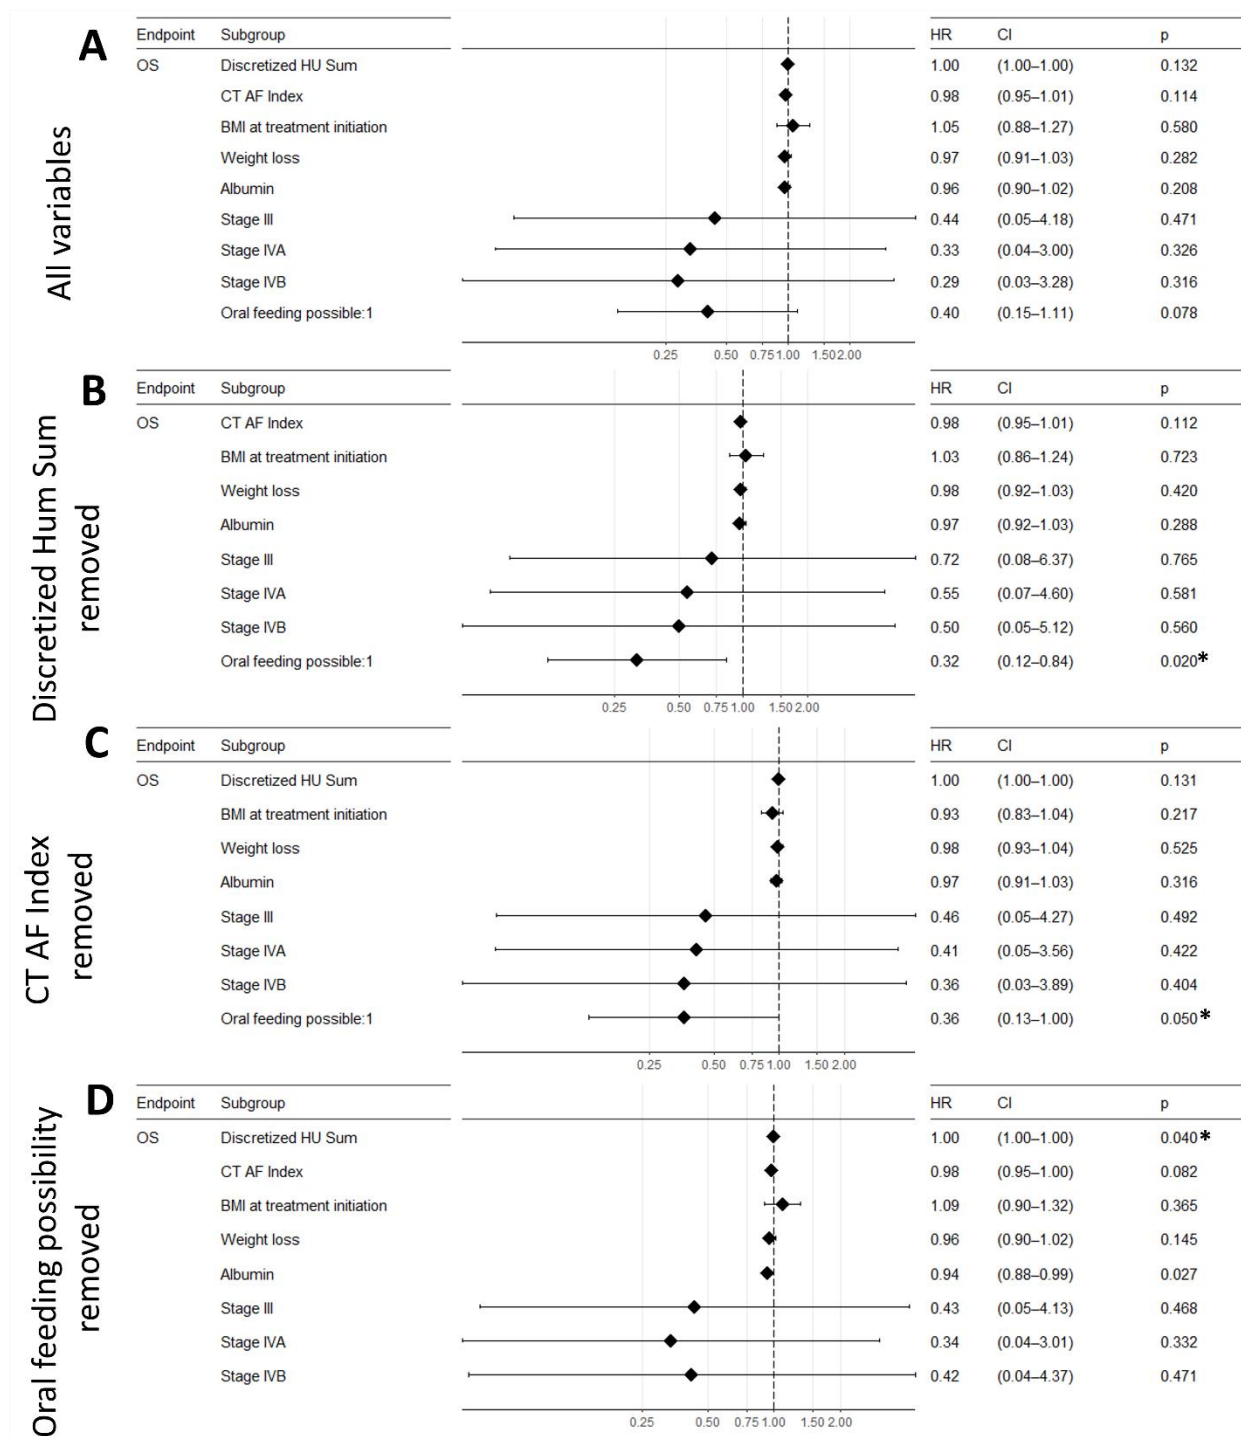 A
All variables
Endpoint Subgroup HR CI p
OS Discretized HU Sum 1.00 (1.00–1.00) 0.132
CT AF Index 0.98 (0.95–1.01) 0.114
BMI at treatment initiation 1.05 (0.88–1.27) 0.580
Weight loss 0.97 (0.91–1.03) 0.282
Albumin 0.96 (0.90–1.02) 0.208
Stage III 0.44 (0.05–4.18) 0.471
Stage IVA 0.33 (0.04–3.00) 0.326
Stage IVB 0.29 (0.03–3.28) 0.316
Oral feeding possible:1 0.40 (0.15–1.11) 0.078
0.25 0.50 0.75 1.00 1.50 2.00
B
Discretized Hum Sum
removed
Endpoint Subgroup HR CI p
OS CT AF Index 0.98 (0.95–1.01) 0.112
BMI at treatment initiation 1.03 (0.86–1.24) 0.723
Weight loss 0.98 (0.92–1.03) 0.420
Albumin 0.97 (0.92–1.03) 0.288
Stage III 0.72 (0.08–6.37) 0.765
Stage IVA 0.55 (0.07–4.60) 0.581
Stage IVB 0.50 (0.05–5.12) 0.560
Oral feeding possible:1 0.32 (0.12–0.84) 0.020*
0.25 0.50 0.75 1.00 1.50 2.00
C
CT AF Index
removed
Endpoint Subgroup HR CI p
OS Discretized HU Sum 1.00 (1.00–1.00) 0.131
BMI at treatment initiation 0.93 (0.83–1.04) 0.217
Weight loss 0.98 (0.93–1.04) 0.525
Albumin 0.97 (0.91–1.03) 0.316
Stage III 0.46 (0.05–4.27) 0.492
Stage IVA 0.41 (0.05–3.56) 0.422
Stage IVB 0.36 (0.03–3.89) 0.404
Oral feeding possible:1 0.36 (0.13–1.00) 0.050*
0.25 0.50 0.75 1.00 1.50 2.00
D
Oral feeding possibility
removed
Endpoint Subgroup HR CI p
OS Discretized HU Sum 1.00 (1.00–1.00) 0.040*
CT AF Index 0.98 (0.95–1.00) 0.082
BMI at treatment initiation 1.09 (0.90–1.32) 0.365
Weight loss 0.96 (0.90–1.02) 0.145
Albumin 0.94 (0.88–0.99) 0.027
Stage III 0.43 (0.05–4.13) 0.468
Stage IVA 0.34 (0.04–3.01) 0.332
Stage IVB 0.42 (0.04–4.37) 0.471
0.25 0.50 0.75 1.00 1.50 2.00